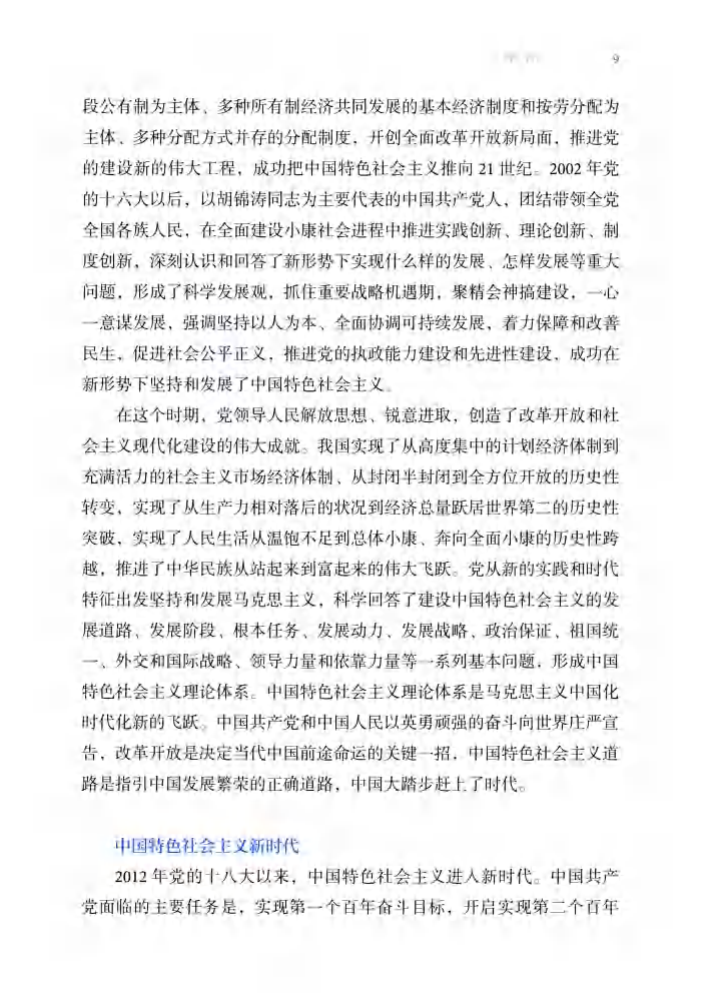 9
段公有制为主体、多种所有制经济共同发展的基本经济制度和按劳分配为
主体、多种分配方式并存的分配制度，开创全面改革开放新局面，推进党
的建设新的伟大工程，成功把中国特色社会主义推向 21 世纪。2002 年党
的十六大以后，以胡锦涛同志为主要代表的中国共产党人，团结带领全党
全国各族人民，在全面建设小康社会进程中推进实践创新、理论创新、制
度创新，深刻认识和回答了新形势下实现什么样的发展、怎样发展等重大
问题，形成了科学发展观，抓住重要战略机遇期，聚精会神搞建设，一心
一意谋发展，强调坚持以人为本、全面协调可持续发展，着力保障和改善
民生，促进社会公平正义，推进党的执政能力建设和先进性建设，成功在
新形势下坚持和发展了中国特色社会主义。
在这个时期，党领导人民解放思想、锐意进取，创造了改革开放和社
会主义现代化建设的伟大成就。我国实现了从高度集中的计划经济体制到
充满活力的社会主义市场经济体制、从封闭半封闭到全方位开放的历史性
转变，实现了从生产力相对落后的状况到经济总量跃居世界第二的历史性
突破，实现了人民生活从温饱不足到总体小康、奔向全面小康的历史性跨
越，推进了中华民族从站起来到富起来的伟大飞跃。党从新的实践和时代
特征出发坚持和发展马克思主义，科学回答了建设中国特色社会主义的发
展道路、发展阶段、根本任务、发展动力、发展战略、政治保证、祖国统
一、外交和国际战略、领导力量和依靠力量等一系列基本问题，形成中国
特色社会主义理论体系。中国特色社会主义理论体系是马克思主义中国化
时代化新的飞跃。中国共产党和中国人民以英勇顽强的奋斗向世界庄严宣
告，改革开放是决定当代中国前途命运的关键一招，中国特色社会主义道
路是指引中国发展繁荣的正确道路，中国大踏步赶上了时代。
中国特色社会主义新时代
2012 年党的十八大以来，中国特色社会主义进入新时代。中国共产
党面临的主要任务是，实现第一个百年奋斗目标，开启实现第二个百年